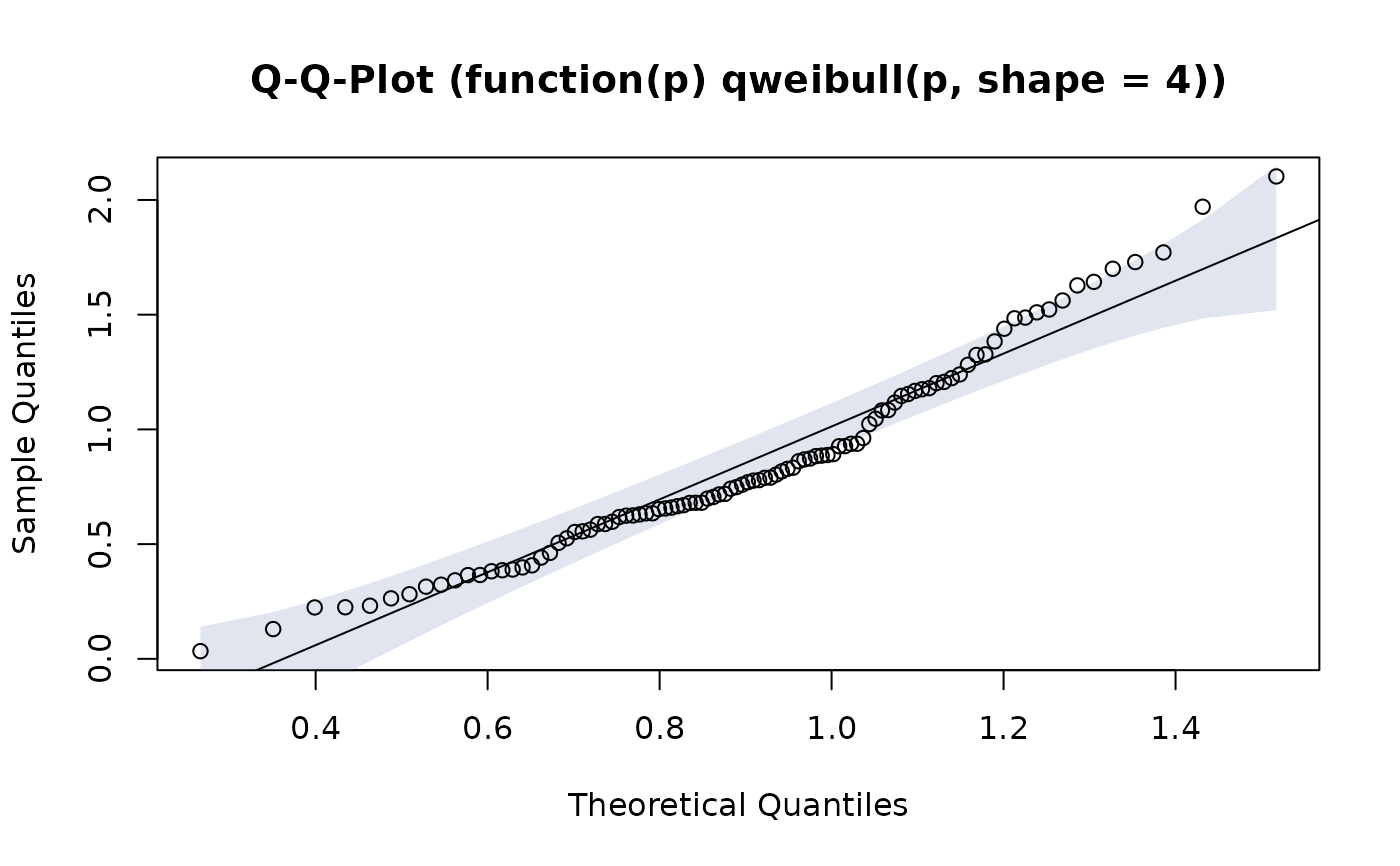 Q-Q-Plot (function(p) qweibull(p, shape = 4))
Sample Quantiles
2.0
1.5
1.0
0.5
0.0
0.4 0.6 0.8 1.0 1.2 1.4
Theoretical Quantiles